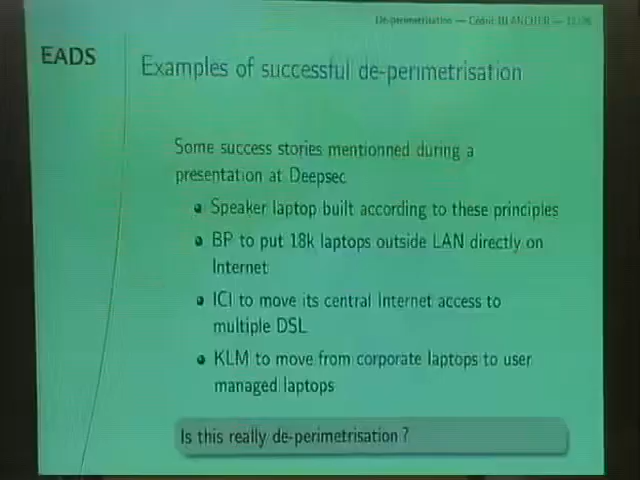 De-perimetrisation — Cédric BLANCHER —
EADS
Examples of successful de-perimetrisation
Some success stories mentionned during a
presentation at Deepsec
Speaker laptop built according to these principles
BP to put 18k laptops outside LAN directly on
Internet
ICI to move its central Internet access to
multiple DSL
KLM to move from corporate laptops to user
managed laptops
Is this really de-perimetrisation ?